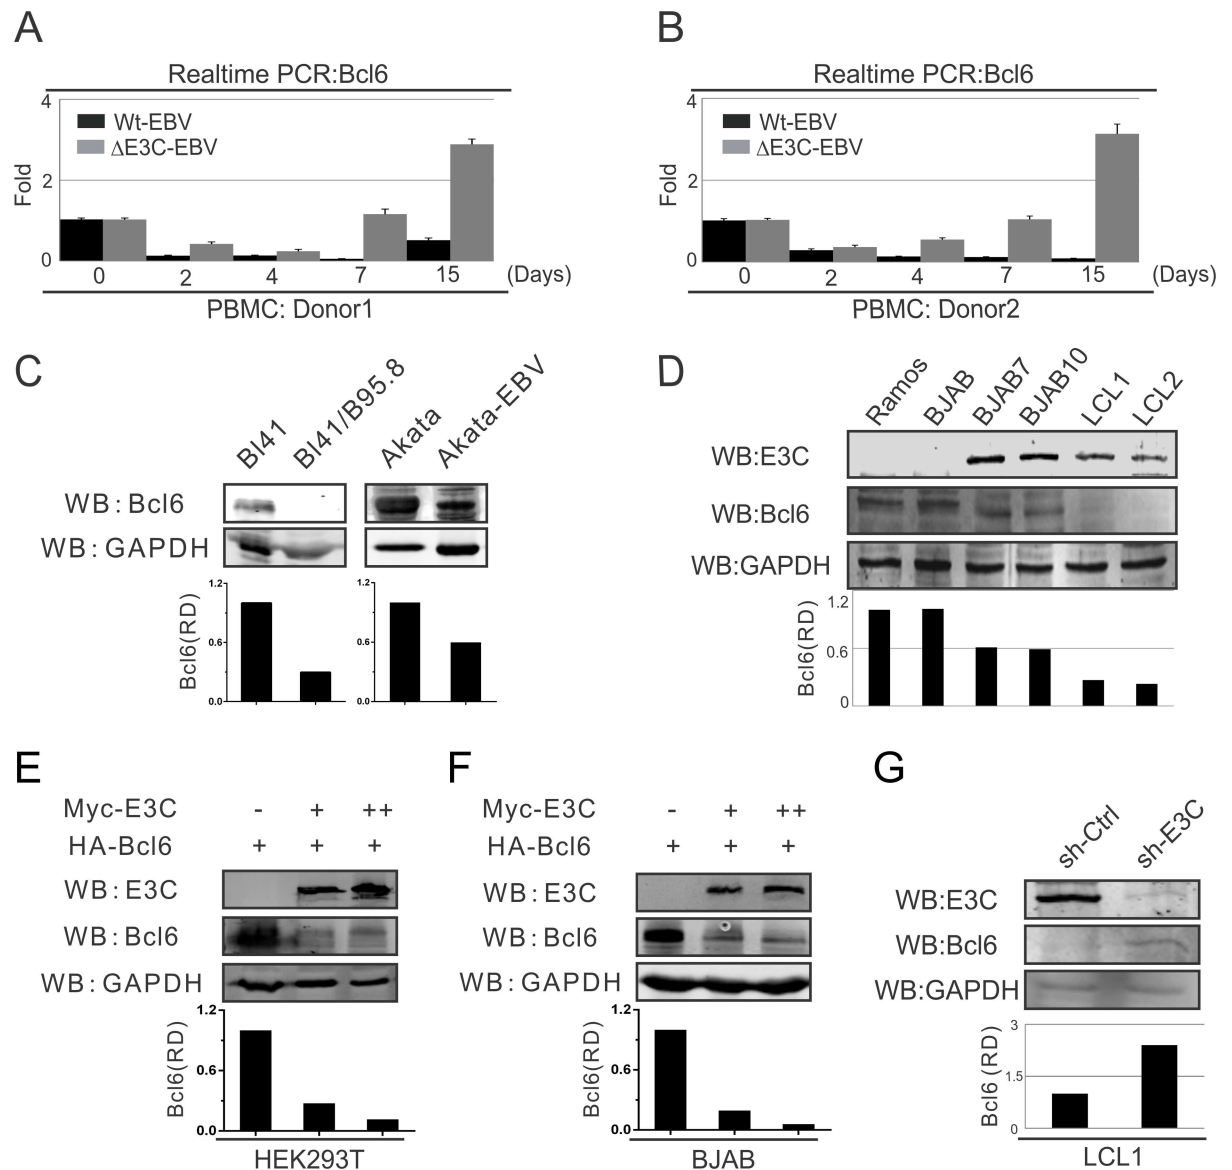 A
Realtime PCR:Bcl6
4
2
0
Fold
Wt-EBV
ΔE3C-EBV
0 2 4 7 15 (Days)
PBMC: Donor1
B
Realtime PCR:Bcl6
4
2
0
Fold
Wt-EBV
ΔE3C-EBV
0 2 4 7 15 (Days)
PBMC: Donor2
C
BI41 BI41/B95.8 Akata Akata-EBV
WB : Bcl6
WB : GAPDH
Bcl6(RD)
1.2
0.6
0.0
1.2
0.6
0.0
D
Ramos BJAB BJAB7 BJAB10 LCL1 LCL2
WB:E3C
WB:Bcl6
WB:GAPDH
Bcl6(RD)
1.2
0.6
0
E
Myc-E3C - + ++
HA-Bcl6 + + +
WB : E3C
WB : Bcl6
WB : GAPDH
Bcl6(RD)
1.2
0.6
0.0
HEK293T
F
Myc-E3C - + ++
HA-Bcl6 + + +
WB : E3C
WB : Bcl6
WB : GAPDH
Bcl6(RD)
1.2
0.6
0.0
BJAB
G
sh-Ctrl sh-E3C
WB:E3C
WB:Bcl6
WB:GAPDH
Bcl6 (RD)
3
1.5
0
LCL1